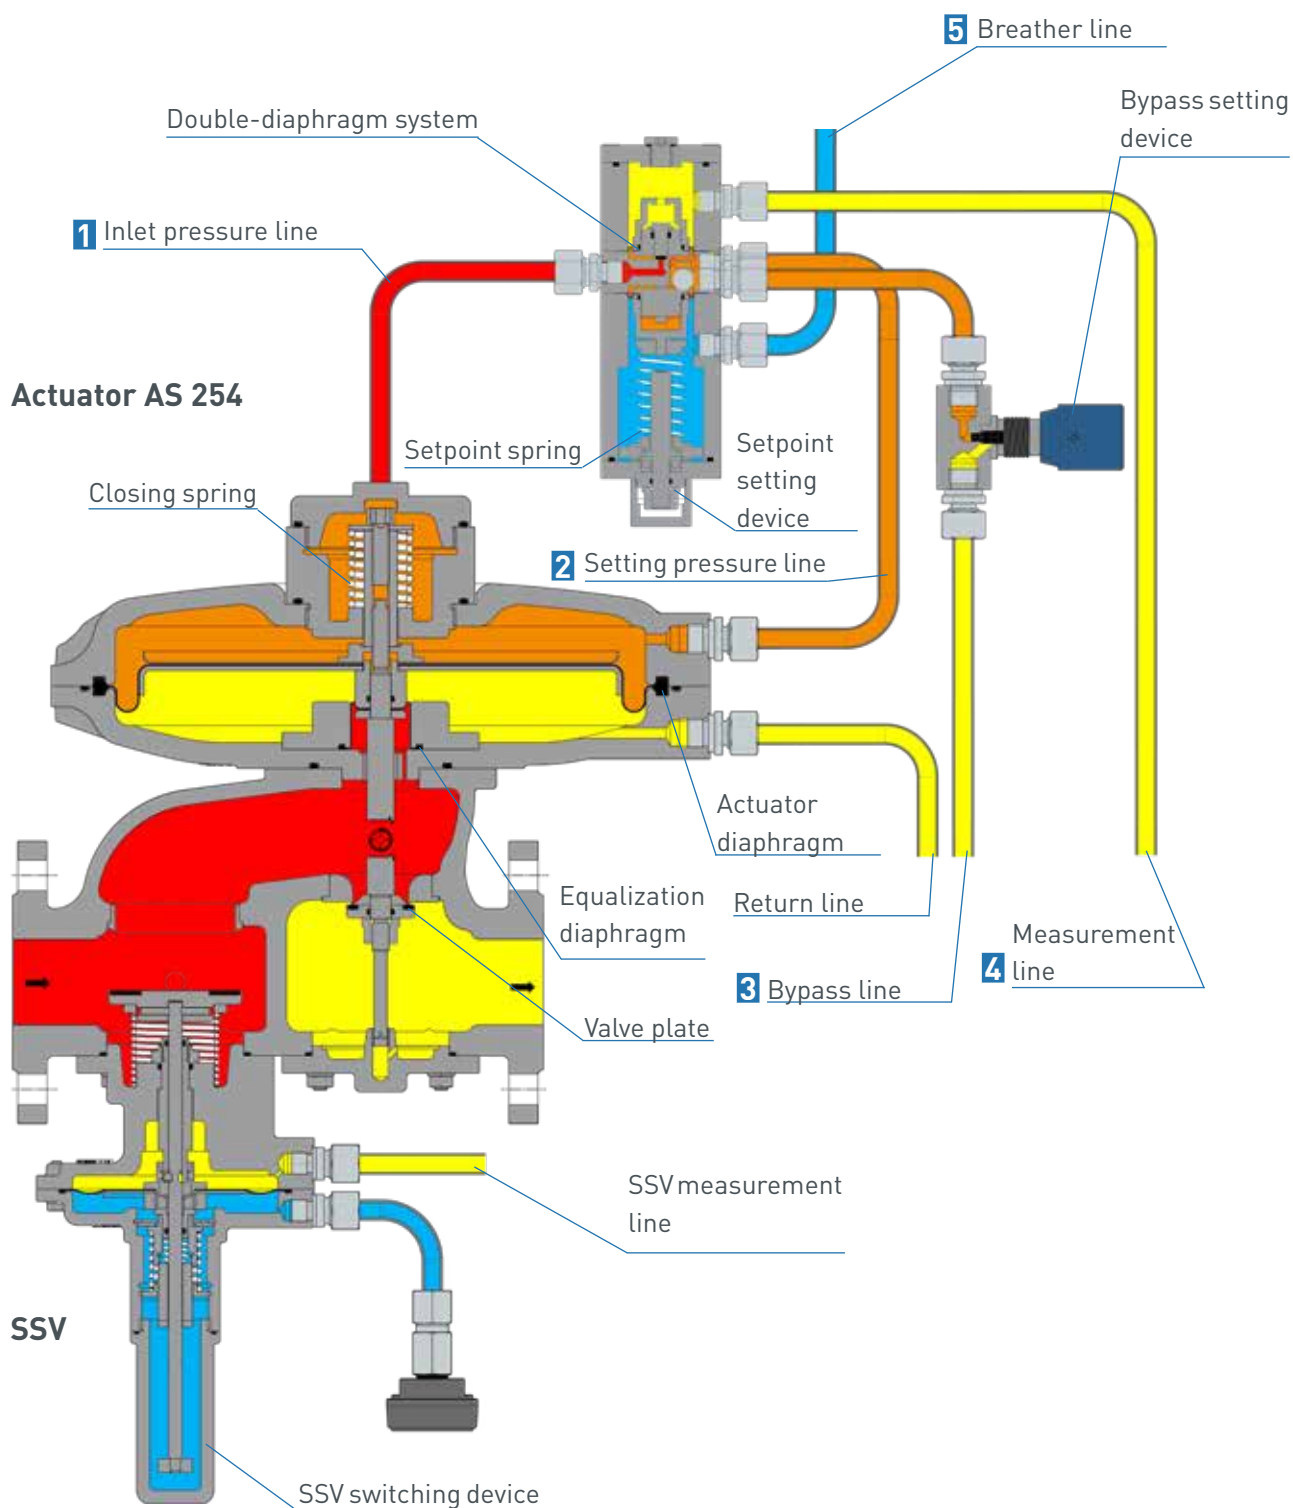 5 Breather line
Bypass setting
device
Double-diaphragm system
1 Inlet pressure line
Actuator AS 254
Setpoint spring
Setpoint
setting
device
Closing spring
2 Setting pressure line
Actuator
diaphragm
Equalization
diaphragm
Return line
Measurement
4 line
3 Bypass line
Valve plate
SSV measurement
line
SSV
SSV switching device